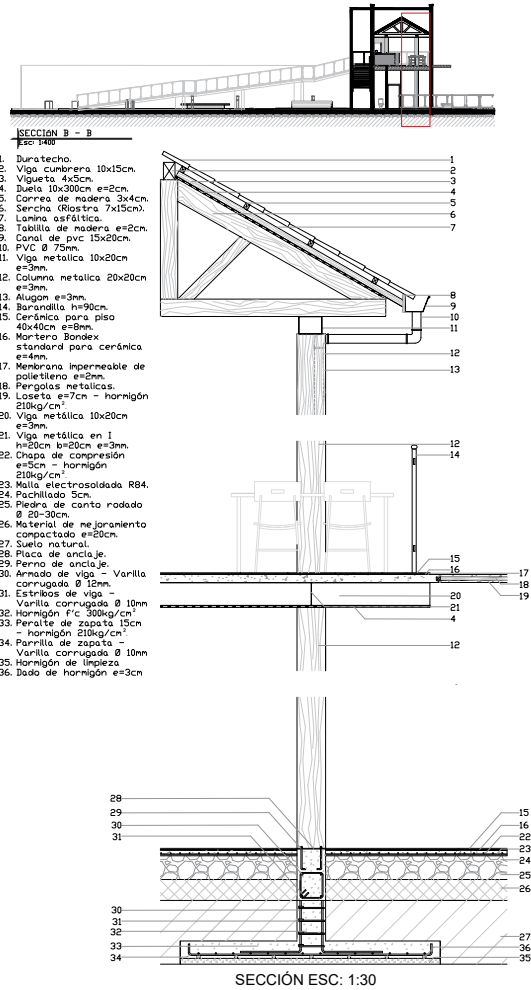 SECCIÓN B - B
Esc: 1:400
1. Duratecho.
2. Viga cumbrera 10x15cm.
3. Vigueta 4x5cm.
4. Duela 10x300cm e=2cm.
5. Correa de madera 3x4cm.
6. Sercha (Riostra 7x15cm).
7. Lamina asfáltica.
8. Tablilla de madera e=2cm.
9. Canal de pvc 15x20cm.
10. PVC Ø 75mm.
11. Viga metalica 10x20cm
e=3mm.
12. Columna metalica 20x20cm
e=3mm.
13. Alugom e=3mm.
14. Barandilla h=90cm.
15. Cerámica para piso
40x40cm e=8mm.
16. Mortero Bondex
standard para cerámica
e=4mm.
17. Membrana impermeable de
polietileno e=2mm.
18. Pergolas metalicas.
19. Loseta e=7cm - hormigón
210kg/cm²
20. Viga metálica 10x20cm
e=3mm.
21. Viga metálica en I
h=20cm b=20cm e=3mm.
22. Chapa de compresión
e=5cm - hormigón
210kg/cm²
23. Malla electrosoldada R84.
24. Pachillado 5cm.
25. Piedra de canto rodado
Ø 20-30cm.
26. Material de mejoramiento
compactado e=20cm.
27. Suelo natural.
28. Placa de anclaje.
29. Perno de anclaje.
30. Armado de viga - Varilla
corrugada Ø 12mm.
31. Estribos de viga -
Varilla corrugada Ø 10mm
32. Hormigón f'c 300kg/cm²
33. Peralte de zapata 15cm
- hormigón 210kg/cm²
34. Parrilla de zapata -
Varilla corrugada Ø 10mm
35. Hormigón de limpieza
36. Dado de hormigón e=3cm
1
2
3
4
5
6
7
8
9
10
11
12
13
12
14
15
16
17
18
19
20
21
4
12
28
29
30
31
30
31
32
33
34
15
16
22
23
24
25
26
27
36
35
SECCIÓN ESC: 1:30